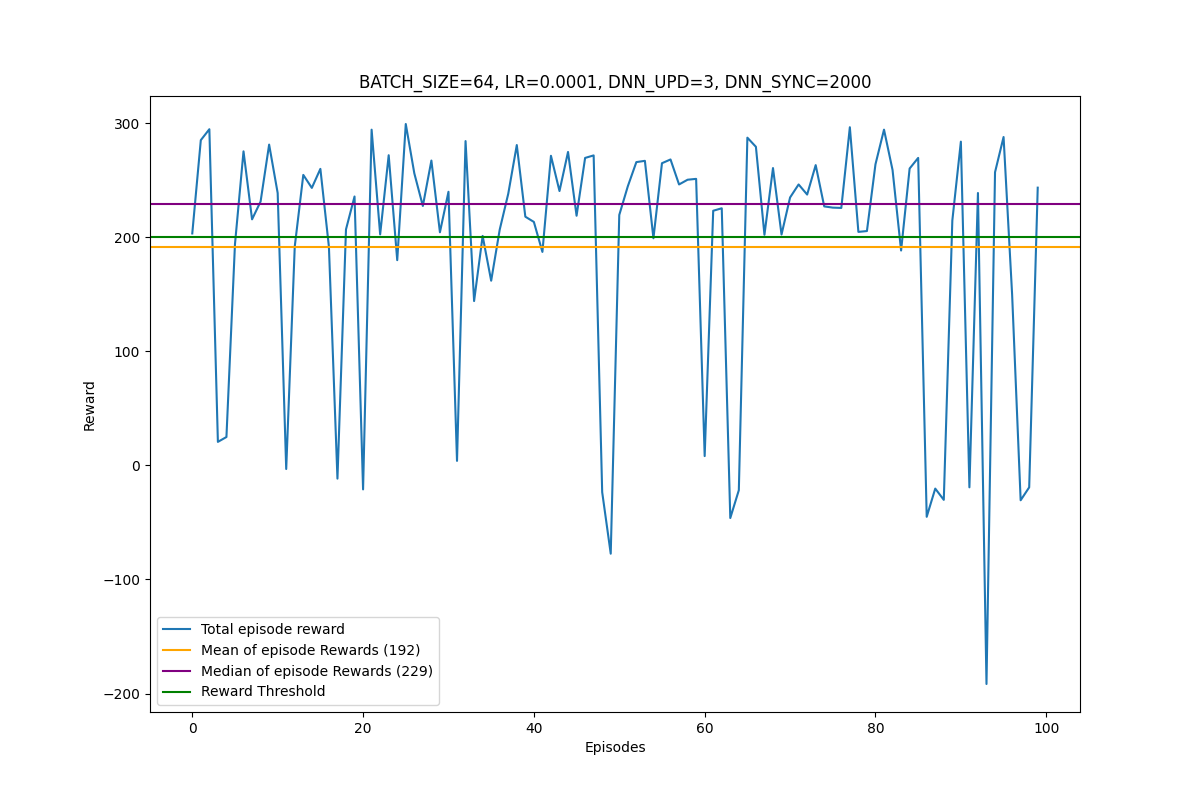 BATCH_SIZE=64, LR=0.0001, DNN_UPD=3, DNN_SYNC=2000
300
200
100
0
−100
−200
Reward
Total episode reward
Mean of episode Rewards (192)
Median of episode Rewards (229)
Reward Threshold
0 20 40 60 80 100
Episodes